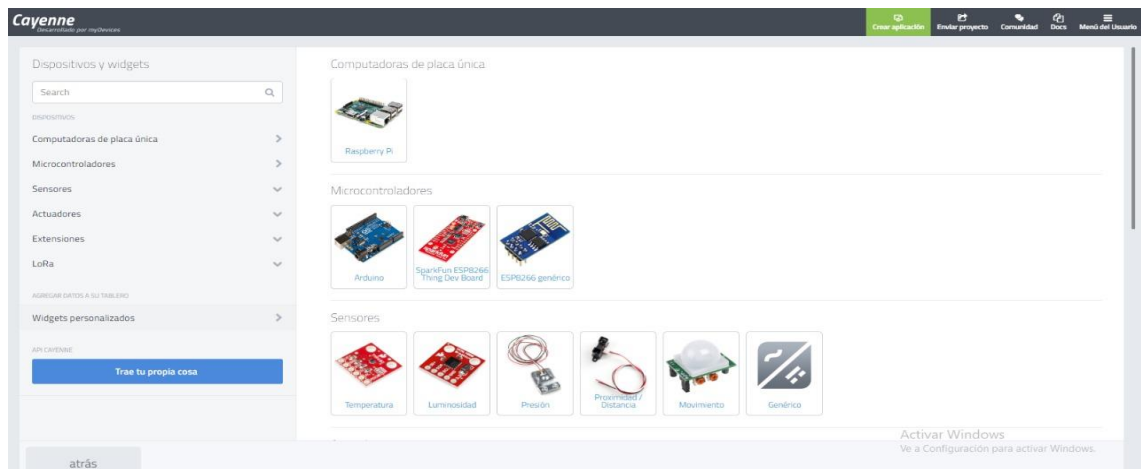 Cayenne
Desarrollado por myDevices
Crear aplicación
Enviar proyecto
Comunidad
Docs
Menú del Usuario
Dispositivos y widgets
Search
DISPOSITIVOS
Computadoras de placa única
Microcontroladores
Sensores
Actuadores
Extensiones
LoRa
AGREGAR DATOS A SU TABLERO
Widgets personalizados
API CAYENNE
Trae tu propia cosa
atrás
Computadoras de placa única
Raspberry Pi
Microcontroladores
Arduino
SparkFun ESP8266
Thing Dev Board
ESP8266 genérico
Sensores
Temperatura
Luminosidad
Presión
Proximidad /
Distancia
Movimiento
Genérico
Activar Windows
Ve a Configuración para activar Windows.